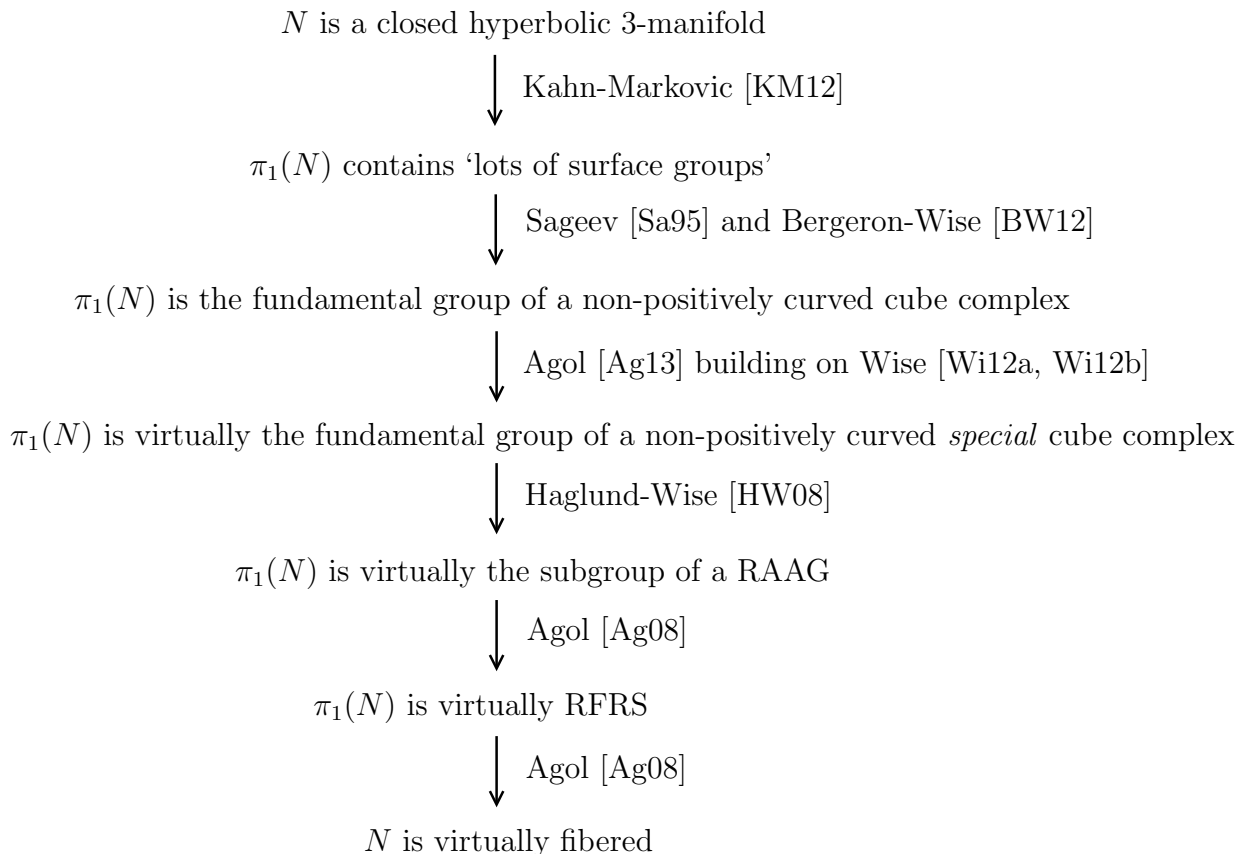 N is a closed hyperbolic 3-manifold
Kahn-Markovic [KM12]
π₁(N) contains ‘lots of surface groups’
Sageev [Sa95] and Bergeron-Wise [BW12]
π₁(N) is the fundamental group of a non-positively curved cube complex
Agol [Ag13] building on Wise [Wi12a, Wi12b]
π₁(N) is virtually the fundamental group of a non-positively curved special cube complex
Haglund-Wise [HW08]
π₁(N) is virtually the subgroup of a RAAG
Agol [Ag08]
π₁(N) is virtually RFRS
Agol [Ag08]
N is virtually fibered